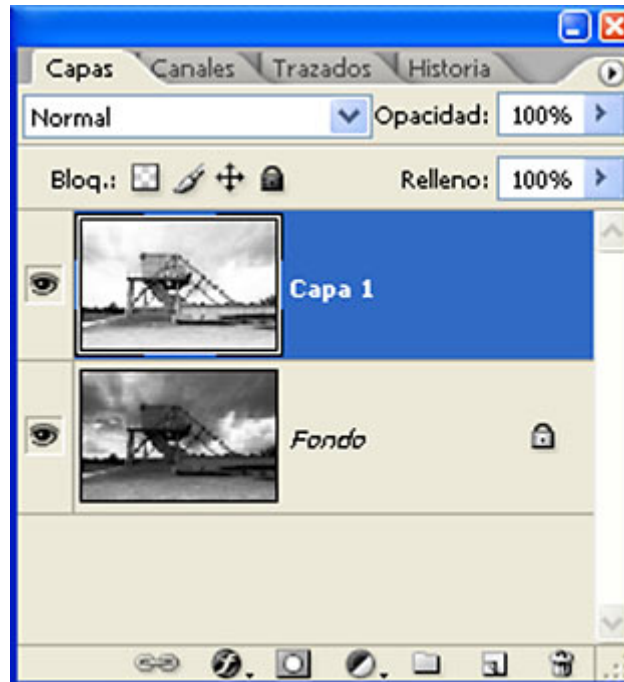 Capas Canales Trazados Historia
Normal Opacidad: 100%
Bloq.: Relleno: 100%
Capa 1
Fondo